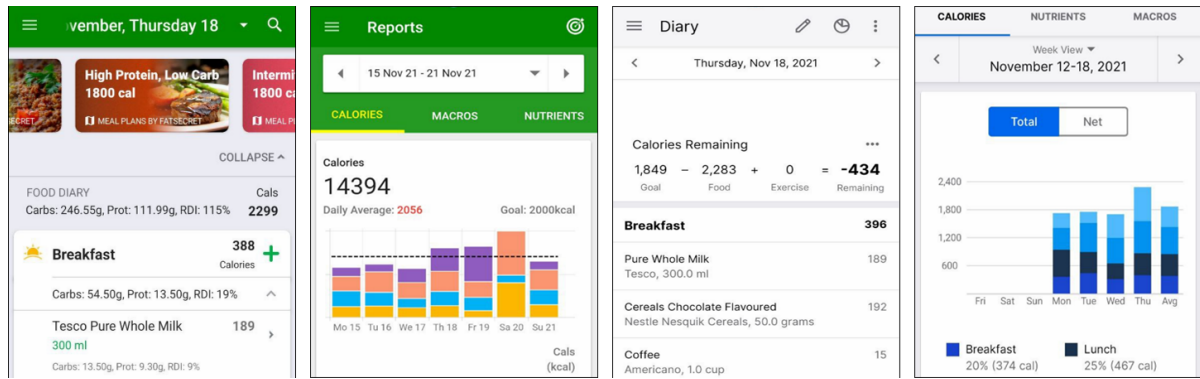 vember, Thursday 18
High Protein, Low Carb
1800 cal
MEAL PLANS BY FATSECRET
Intermi
1800 ca
MEAL P
ECRET
COLLAPSE
FOOD DIARY
Cals
Carbs: 246.55g, Prot: 111.99g, RDI: 115%
2299
Breakfast
388
Calories
Carbs: 54.50g, Prot: 13.50g, RDI: 19%
Tesco Pure Whole Milk
189
300 ml
Carbs: 13.50g, Prot: 9.30g, RDI: 9%
Reports
15 Nov 21 - 21 Nov 21
CALORIES
MACROS
NUTRIENTS
Calories
14394
Daily Average: 2056
Goal: 2000kcal
Mo 15 Tu 16 We 17 Th 18 Fr 19 Sa 20 Su 21
Cals
(kcal)
Diary
Thursday, Nov 18, 2021
Calories Remaining
1,849 − 2,283 + 0 = -434
Goal Food Exercise Remaining
Breakfast
396
Pure Whole Milk
189
Tesco, 300.0 ml
Cereals Chocolate Flavoured
192
Nestle Nesquik Cereals, 50.0 grams
Coffee
15
Americano, 1.0 cup
CALORIES
NUTRIENTS
MACROS
Week View
November 12-18, 2021
Total
Net
2,400
1,800
1,200
600
Fri Sat Sun Mon Tue Wed Thu Avg
Breakfast
20% (374 cal)
Lunch
25% (467 cal)